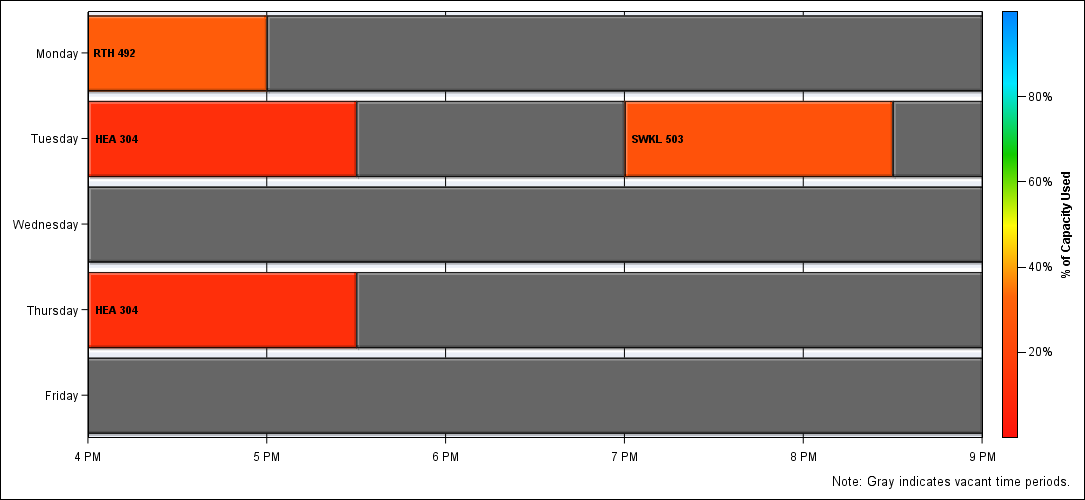 Monday
RTH 492
Tuesday
HEA 304
SWKL 503
Wednesday
Thursday
HEA 304
Friday
4 PM
5 PM
6 PM
7 PM
8 PM
9 PM
80%
60%
40%
20%
% of Capacity Used
Note: Gray indicates vacant time periods.